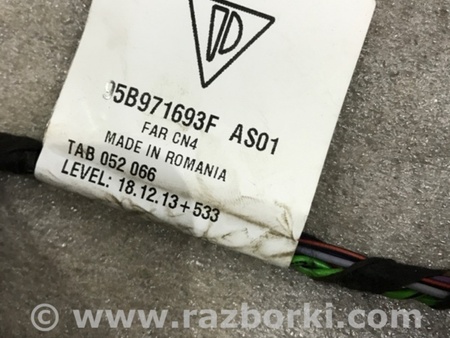 95B971693F AS01
FAR CN4
MADE IN ROMANIA
TAB 052 066
LEVEL: 18.12.13+533
© www.razborki.com